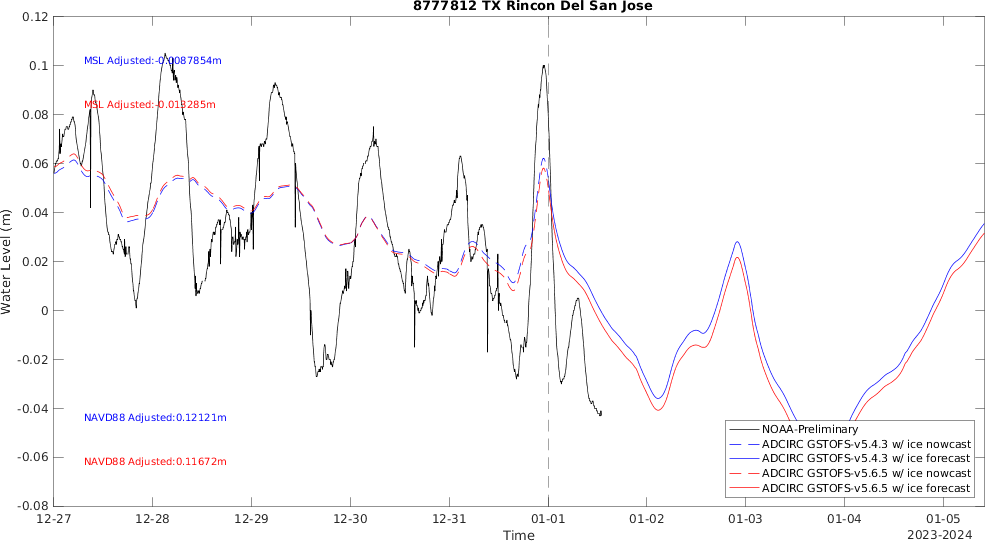 8777812 TX Rincon Del San Jose
0.12
0.1
0.08
0.06
0.04
0.02
0
-0.02
-0.04
-0.06
-0.08
Water Level (m)
MSL Adjusted:-0.0087854m
MSL Adjusted:-0.013285m
NAVD88 Adjusted:0.12121m
NAVD88 Adjusted:0.11672m
NOAA-Preliminary
ADCIRC GSTOFS-v5.4.3 w/ ice nowcast
ADCIRC GSTOFS-v5.4.3 w/ ice forecast
ADCIRC GSTOFS-v5.6.5 w/ ice nowcast
ADCIRC GSTOFS-v5.6.5 w/ ice forecast
12-27 12-28 12-29 12-30 12-31 01-01 01-02 01-03 01-04 01-05
Time
2023-2024